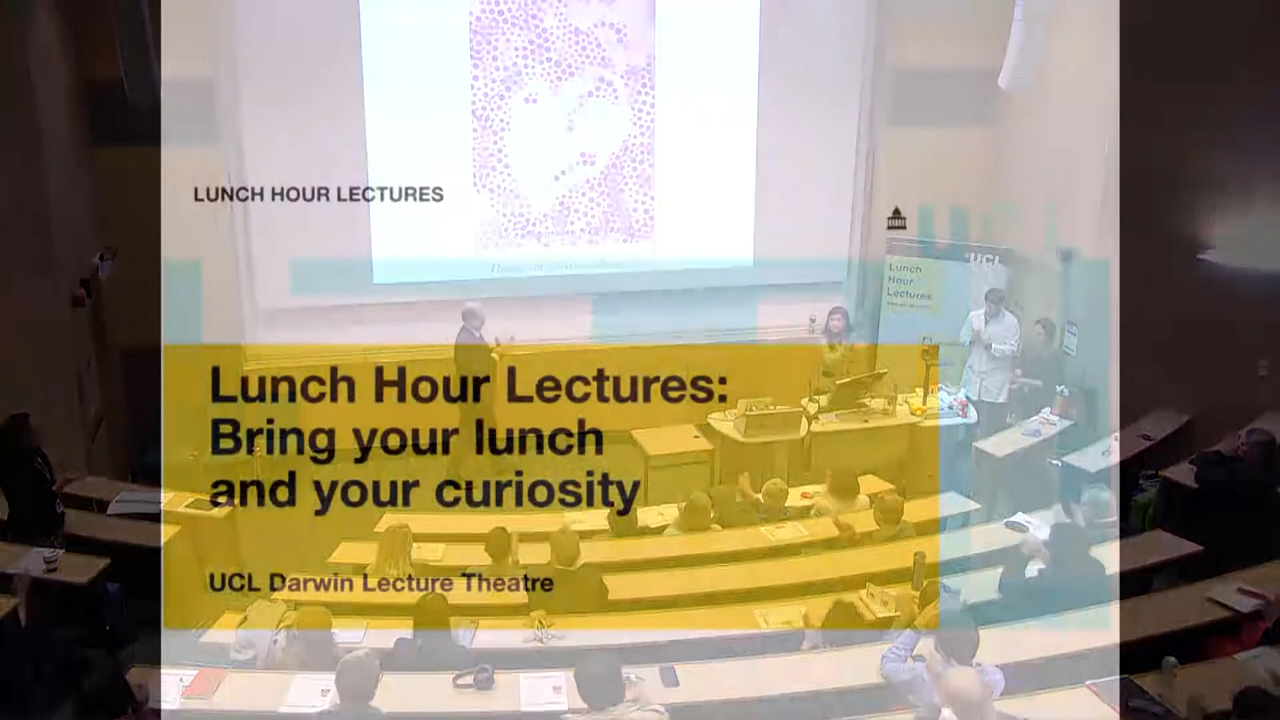 LUNCH HOUR LECTURES
UCL
UCL
Lunch
Hour
Lectures
Lunch Hour Lectures:
Bring your lunch
and your curiosity
UCL Darwin Lecture Theatre